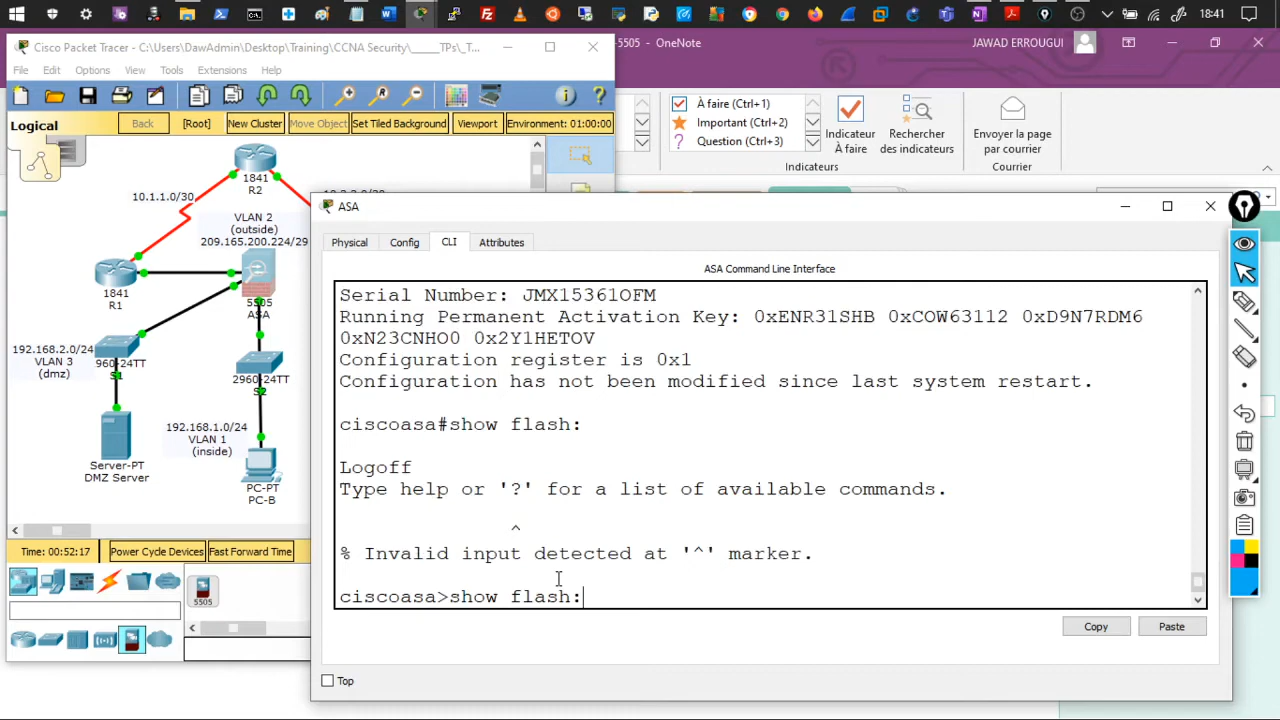 18:41
Cisco Packet Tracer - C:\Users\DawAdmin\Desktop\Training\CCNA Security\_____TPs\_T...
5505 - OneNote
JAWAD ERROUGUI
File Edit Options View Tools Extensions Help
À faire (Ctrl+1)
Important (Ctrl+2)
Question (Ctrl+3)
Indicateur
À faire
Rechercher
des indicateurs
Envoyer la page
par courrier
Indicateurs
Courrier
Logical
Back
[Root]
New Cluster
Move Object
Set Tiled Background
Viewport
Environment: 01:00:00
1841
R2
10.1.1.0/30
VLAN 2
(outside)
209.165.200.224/29
1841
R1
5505
ASA
192.168.2.0/24
VLAN 3
(dmz)
960-24TT
S1
2960-24TT
S2
192.168.1.0/24
VLAN 1
(inside)
Server-PT
DMZ Server
PC-PT
PC-B
Time: 00:52:17
Power Cycle Devices
Fast Forward Time
5505
ASA
Physical
Config
CLI
Attributes
ASA Command Line Interface
Serial Number: JMX15361OFM
Running Permanent Activation Key: 0xENR31SHB 0xCOW63112 0xD9N7RDM6
0xN23CNHO0 0x2Y1HETOV
Configuration register is 0x1
Configuration has not been modified since last system restart.
ciscoasa#show flash:
Logoff
Type help or '?' for a list of available commands.
^
% Invalid input detected at '^' marker.
ciscoasa>show flash:
Copy
Paste
Top